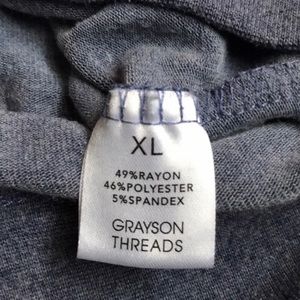 XL
49%RAYON
46%POLYESTER
5%SPANDEX
GRAYSON
THREADS